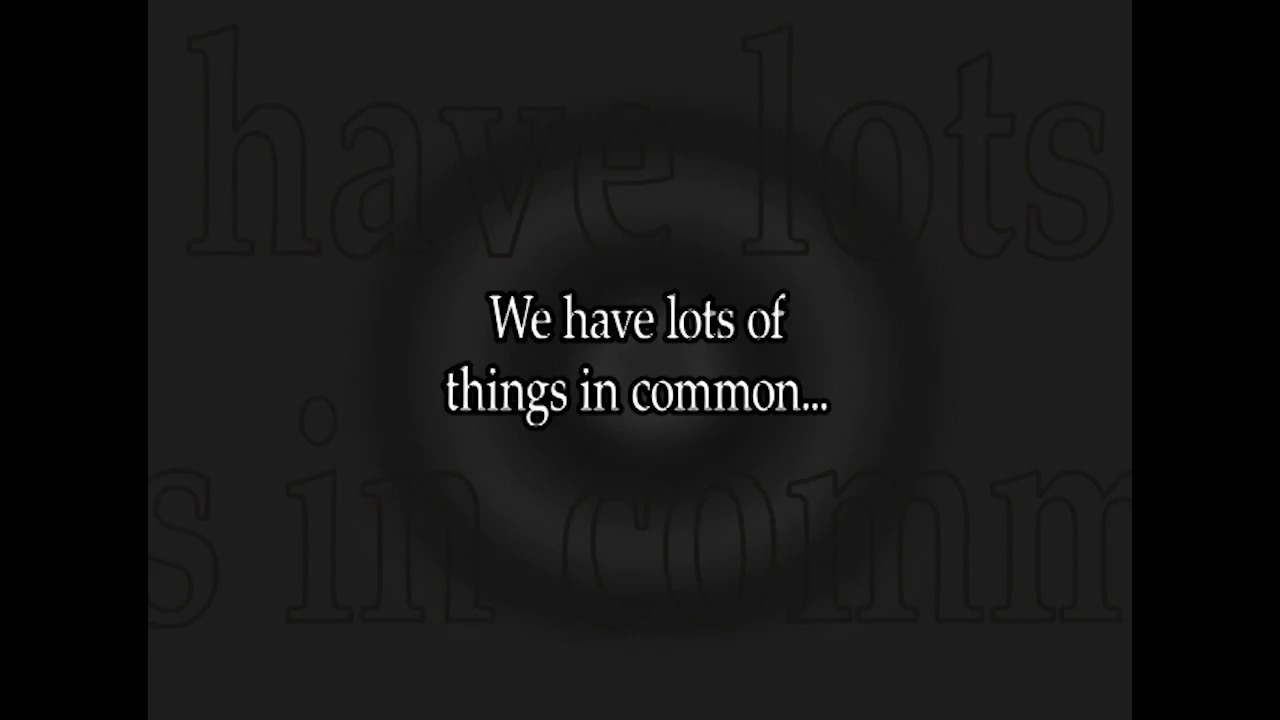 have lots
We have lots of
things in common...
s in comm